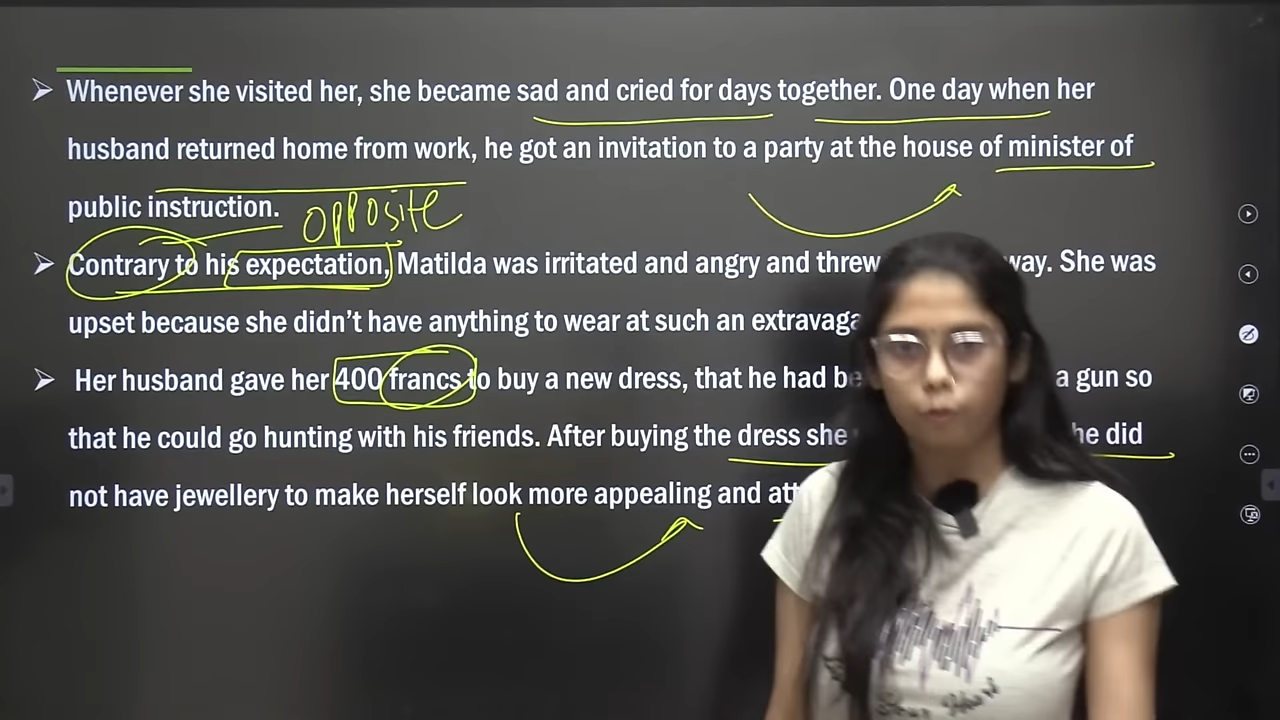 Whenever she visited her, she became sad and cried for days together. One day when her
husband returned home from work, he got an invitation to a party at the house of minister of
public instruction.
opposite
Contrary to his expectation, Matilda was irritated and angry and threw way. She was
upset because she didn't have anything to wear at such an
Her husband gave her 400 francs to buy a new dress, that he had a gun so
that he could go hunting with his friends. After buying the dress she he did
not have jewellery to make herself look more appealing and
Your Heart